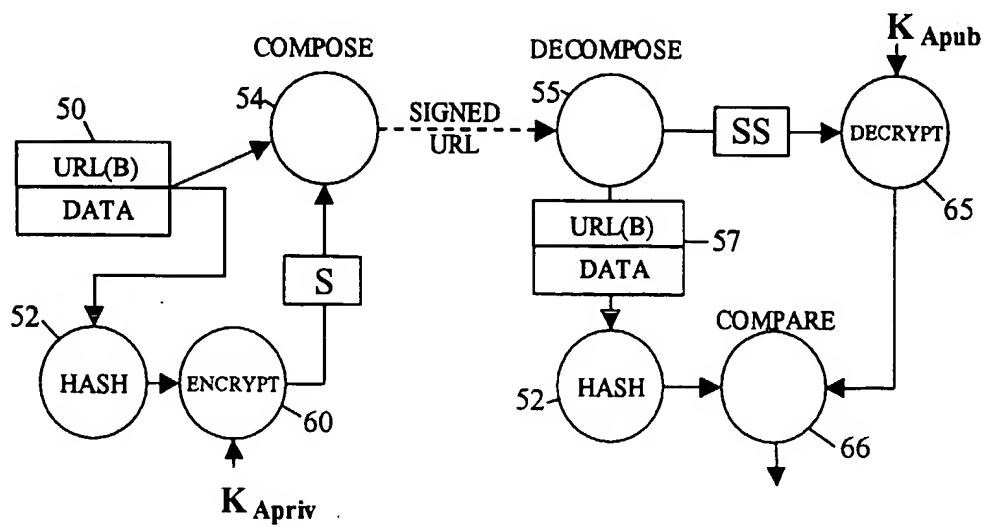 COMPOSE
54
50
URL(B)
DATA
SIGNED
URL
S
52
HASH
ENCRYPT
60
K Apriv
DECOMPOSE
55
SS
K Apub
DECRYPT
65
URL(B)
DATA
57
COMPARE
52
HASH
66